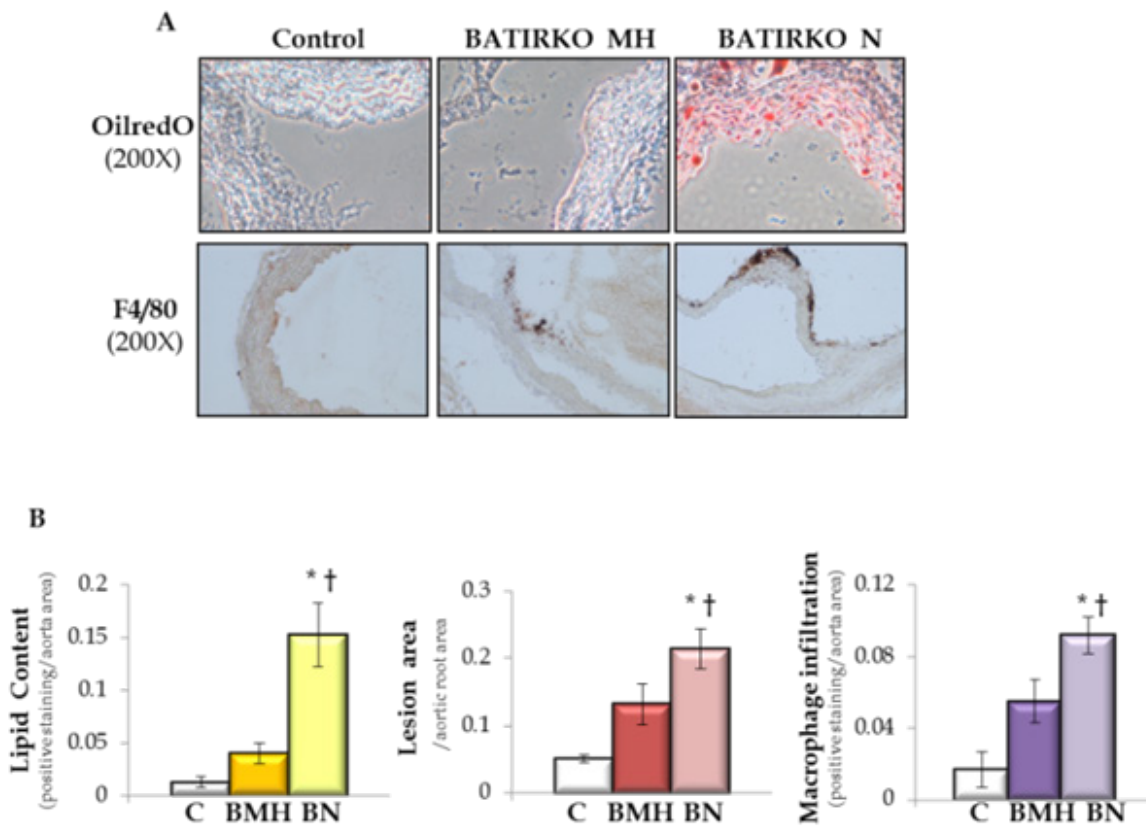 A
Control BATIRKO MH BATIRKO N
OilredO
(200X)
F4/80
(200X)
B
Lipid Content
(positive staining/aorta area)
0.2
0.15
0.1
0.05
0
* †
C BMH BN
Lesion area
/aortic root area
0.3
0.2
0.1
0
* †
C BMH BN
Macrophage infiltration
(positive staining/aorta area)
0.12
0.08
0.04
0
* †
C BMH BN